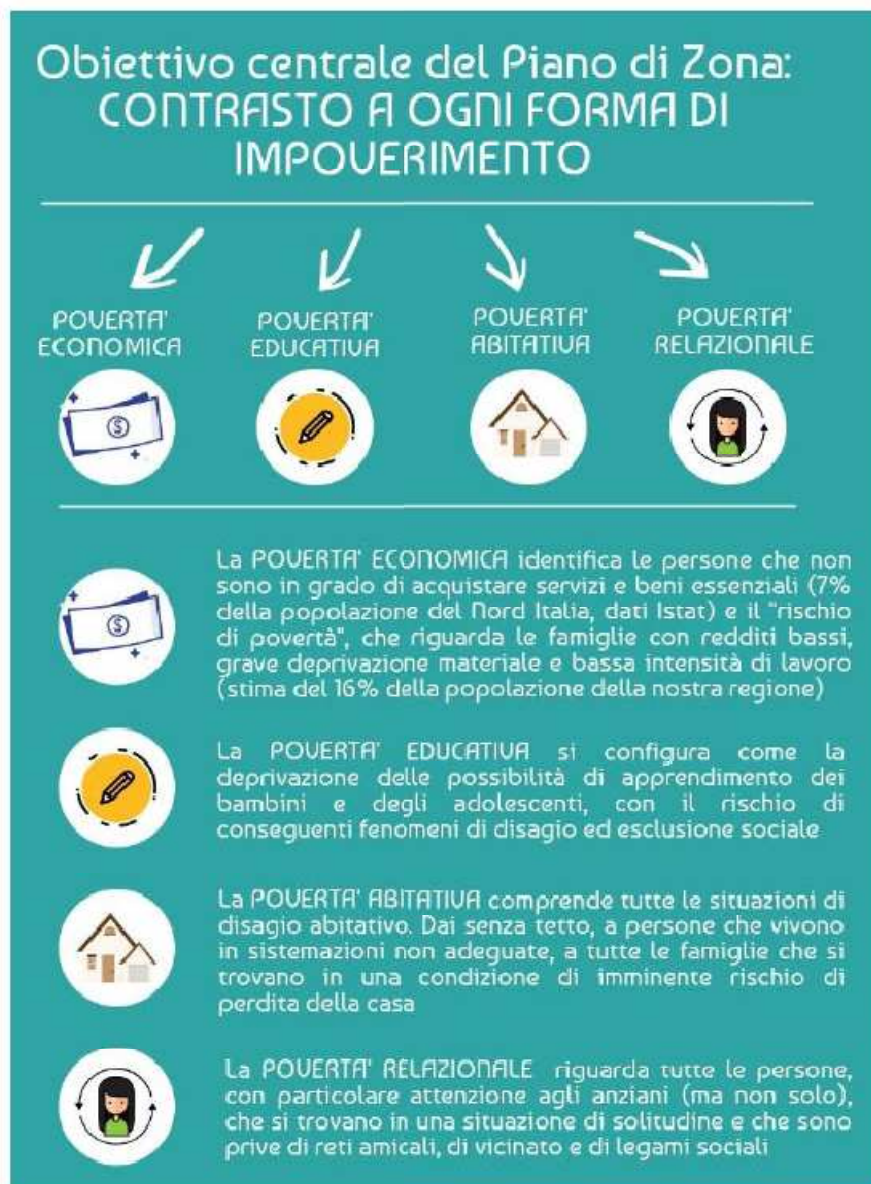 Obiettivo centrale del Piano di Zona:
CONTRASTO A OGNI FORMA DI
IMPOVERIMENTO
POVERTA' ECONOMICA
POVERTA' EDUCATIVA
POVERTA' ABITATIVA
POVERTA' RELAZIONALE
La POVERTA' ECONOMICA identifica le persone che non
sono in grado di acquistare servizi e beni essenziali (7%
della popolazione del Nord Italia, dati Istat) e il "rischio
di povertà", che riguarda le famiglie con redditi bassi,
grave deprivazione materiale e bassa intensità di lavoro
(stima del 16% della popolazione della nostra regione)
La POVERTA' EDUCATIVA si configura come la
deprivazione delle possibilità di apprendimento dei
bambini e degli adolescenti, con il rischio di
conseguenti fenomeni di disagio ed esclusione sociale
La POVERTA' ABITATIVA comprende tutte le situazioni di
disagio abitativo. Dai senza tetto, a persone che vivono
in sistemazioni non adeguate, a tutte le famiglie che si
trovano in una condizione di imminente rischio di
perdita della casa
La POVERTA' RELAZIONALE riguarda tutte le persone,
con particolare attenzione agli anziani (ma non solo),
che si trovano in una situazione di solitudine e che sono
prive di reti amicali, di vicinato e di legami sociali